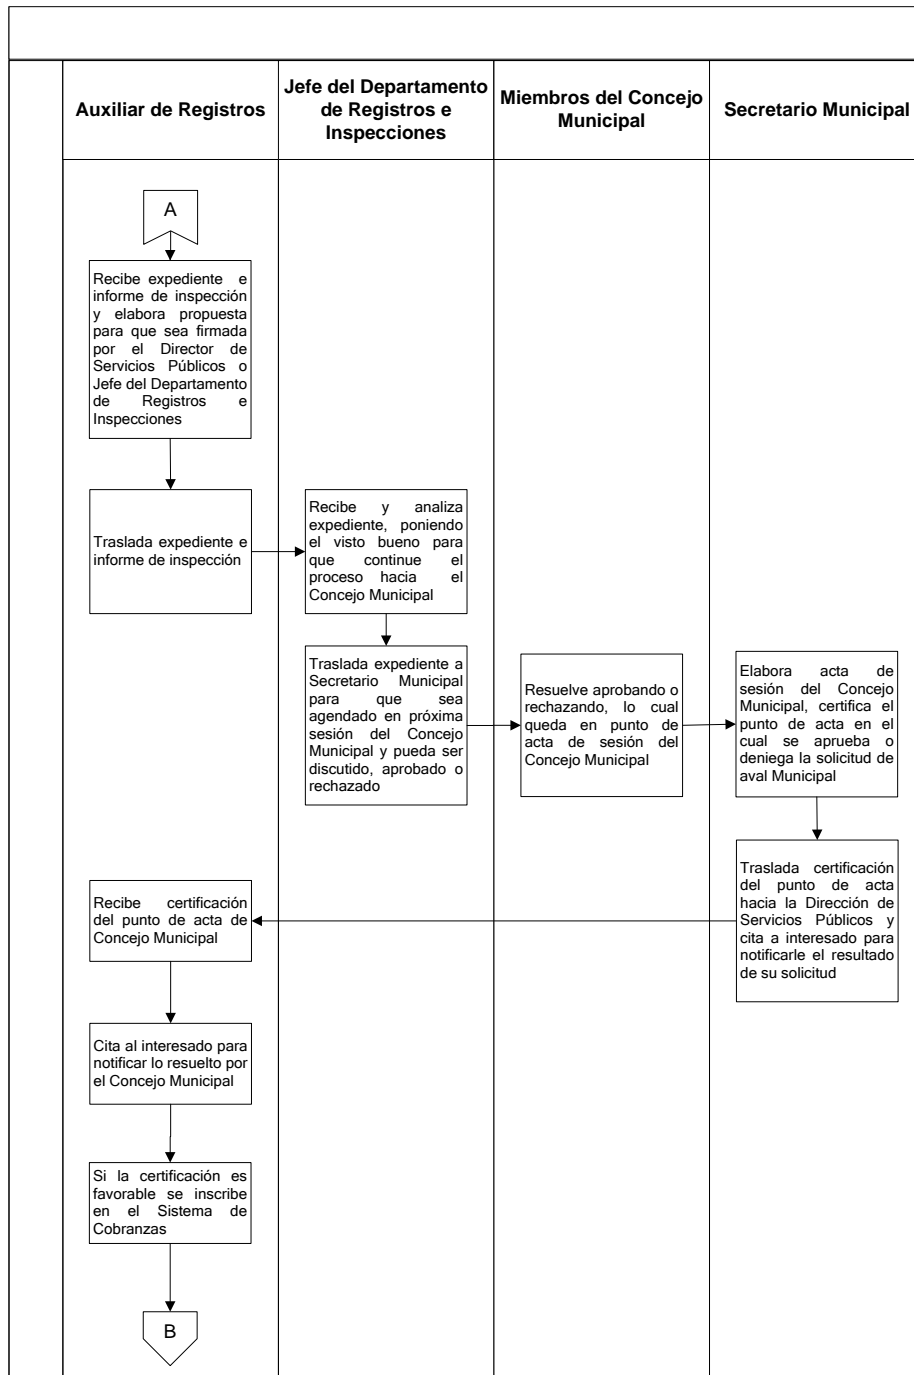 Auxiliar de Registros
Jefe del Departamento
de Registros e
Inspecciones
Miembros del Concejo
Municipal
Secretario Municipal
A
Recibe expediente e
informe de inspección
y elabora propuesta
para que sea firmada
por el Director de
Servicios Públicos o
Jefe del Departamento
de Registros e
Inspecciones
Traslada expediente e
informe de inspección
Recibe y analiza
expediente, poniendo
el visto bueno para
que continue el
proceso hacia el
Concejo Municipal
Traslada expediente a
Secretario Municipal
para que sea
agendado en próxima
sesión del Concejo
Municipal y pueda ser
discutido, aprobado o
rechazado
Resuelve aprobando o
rechazando, lo cual
queda en punto de
acta de sesión del
Concejo Municipal
Elabora acta de
sesión del Concejo
Municipal, certifica el
punto de acta en el
cual se aprueba o
deniega la solicitud de
aval Municipal
Traslada certificación
del punto de acta
hacia la Dirección de
Servicios Públicos y
cita a interesado para
notificarle el resultado
de su solicitud
Recibe certificación
del punto de acta de
Concejo Municipal
Cita al interesado para
notificar lo resuelto por
el Concejo Municipal
Si la certificación es
favorable se inscribe
en el Sistema de
Cobranzas
B